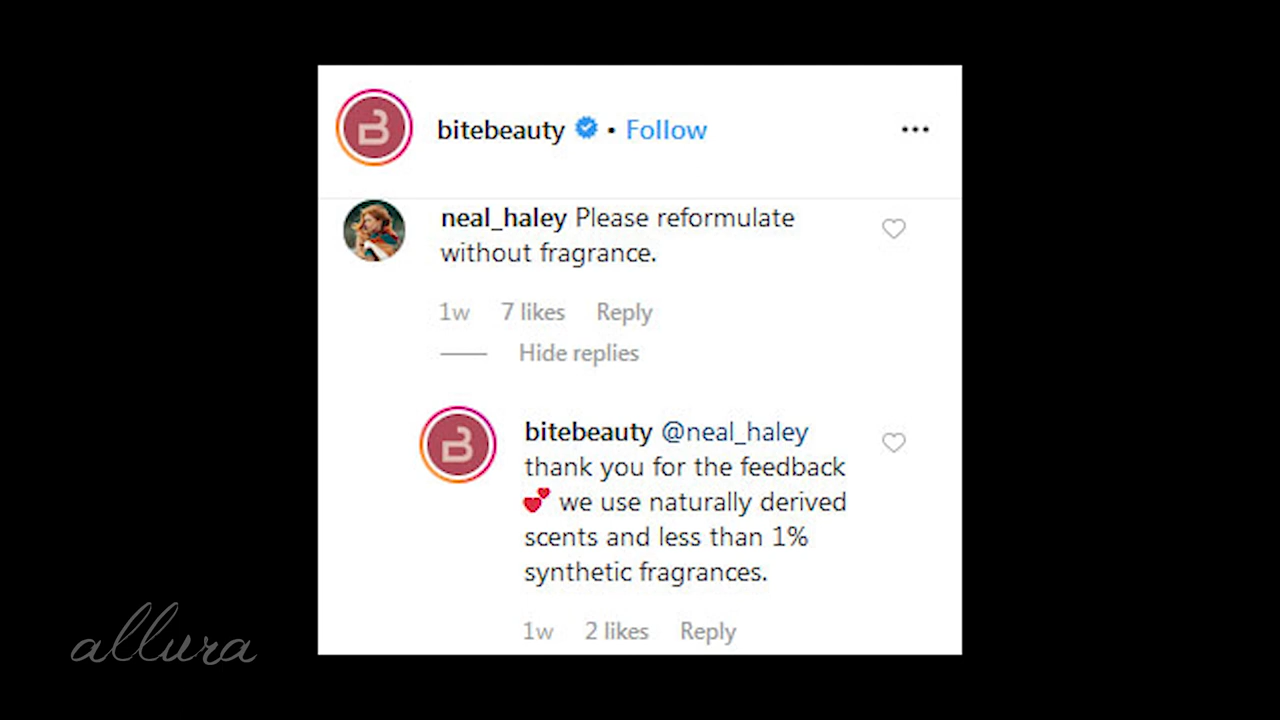 bitebeauty • Follow
neal_haley Please reformulate
without fragrance.
1w 7 likes Reply
Hide replies
bitebeauty @neal_haley
thank you for the feedback
💕 we use naturally derived
scents and less than 1%
synthetic fragrances.
1w 2 likes Reply
allura